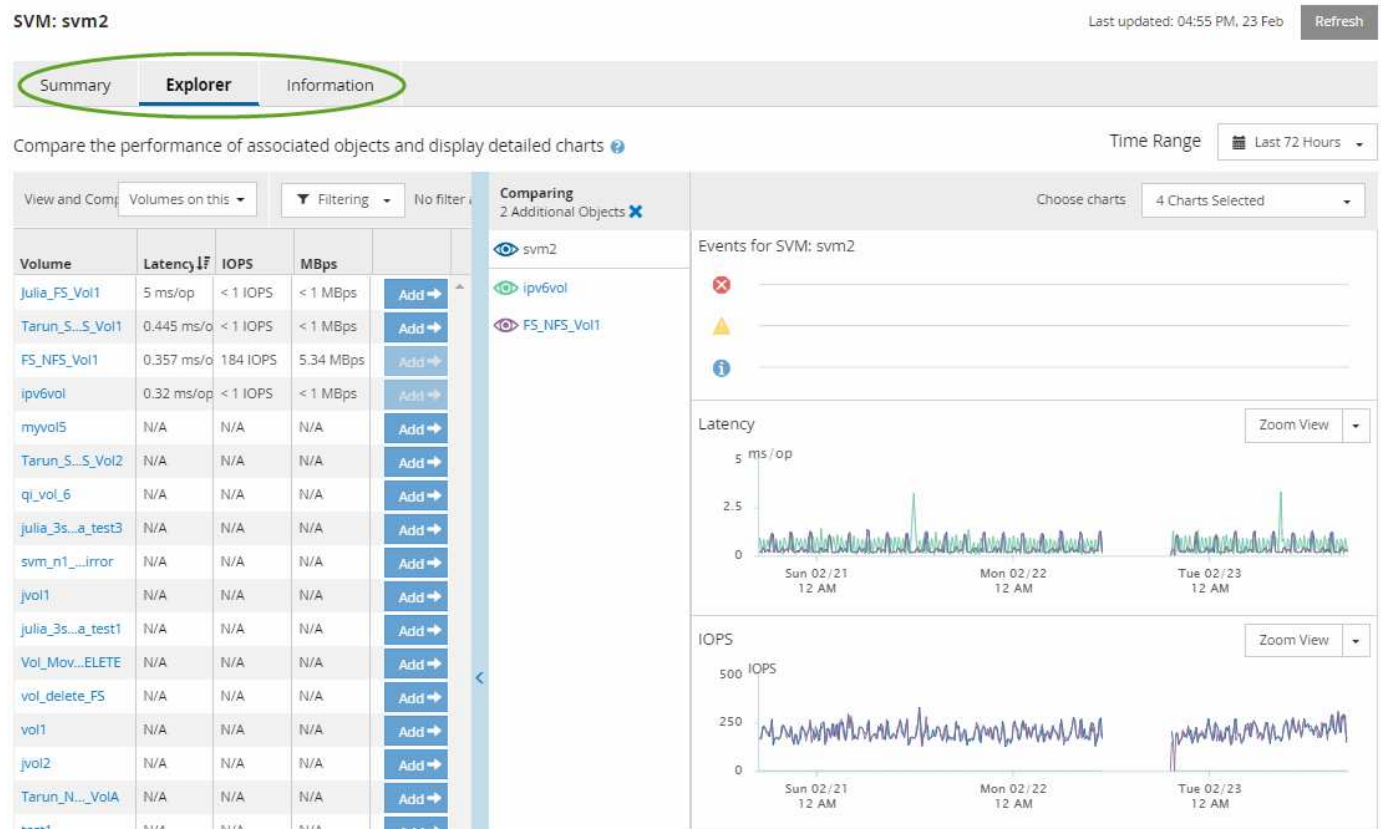 SVM: svm2
Last updated: 04:55 PM, 23 Feb Refresh
Summary Explorer Information
Compare the performance of associated objects and display detailed charts ?
Time Range Last 72 Hours
View and Comp Volumes on this Filtering No filter
Volume Latency IOPS MBps
Julia_FS_Vol1 5 ms/op < 1 IOPS < 1 MBps Add
Tarun_S...S_Vol1 0.445 ms/o < 1 IOPS < 1 MBps Add
FS_NFS_Vol1 0.357 ms/o 184 IOPS 5.34 MBps Add
ipv6vol 0.32 ms/op < 1 IOPS < 1 MBps Add
myvol5 N/A N/A N/A Add
Tarun_S...S_Vol2 N/A N/A N/A Add
qi_vol_6 N/A N/A N/A Add
julia_3s...a_test3 N/A N/A N/A Add
svm_n1_...irror N/A N/A N/A Add
jvol1 N/A N/A N/A Add
julia_3s...a_test1 N/A N/A N/A Add
Vol_Mov...ELETE N/A N/A N/A Add
vol_delete_FS N/A N/A N/A Add
vol1 N/A N/A N/A Add
jvol2 N/A N/A N/A Add
Tarun_N..._VolA N/A N/A N/A Add
Comparing
2 Additional Objects
svm2
ipv6vol
FS_NFS_Vol1
Choose charts 4 Charts Selected
Events for SVM: svm2
Latency Zoom View
5 ms/op
2.5
0
Sun 02/21 Mon 02/22 Tue 02/23
12 AM 12 AM 12 AM
IOPS Zoom View
500 IOPS
250
0
Sun 02/21 Mon 02/22 Tue 02/23
12 AM 12 AM 12 AM